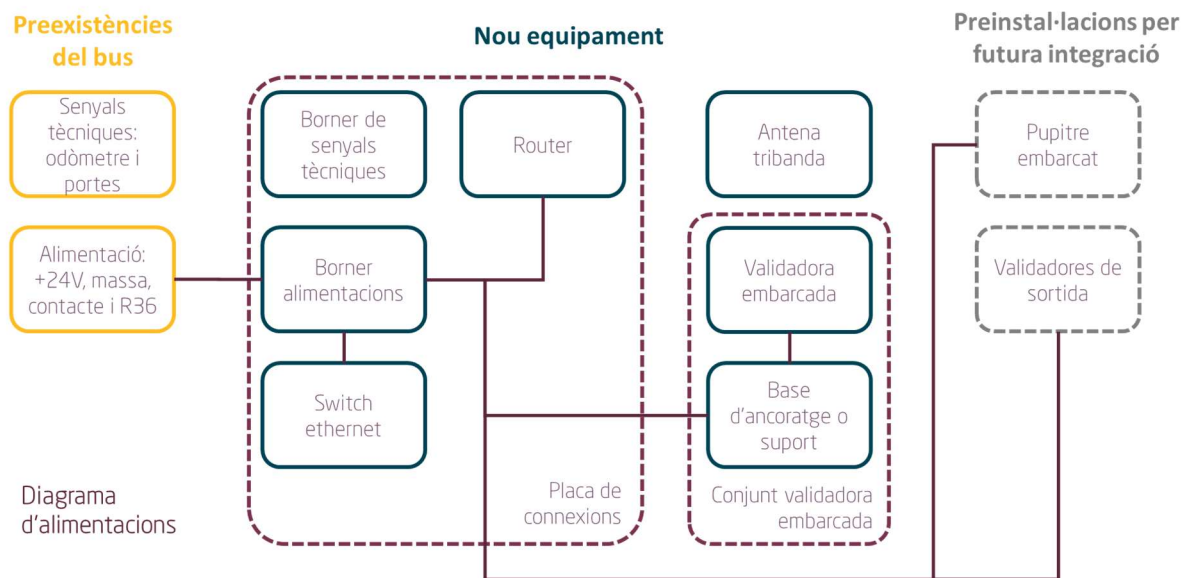 Preexistències
del bus
Nou equipament
Preinstal·lacions per
futura integració
Senyals
tècniques:
odòmetre i
portes
Borner de
senyals
tècniques
Router
Antena
tribanda
Pupitre
embarcat
Alimentació:
+24V, massa,
contacte i R36
Borner
alimentacions
Validadora
embarcada
Validadores de
sortida
Switch
ethernet
Base
d'ancoratge o
suport
Diagrama
d'alimentacions
Placa de
connexions
Conjunt validadora
embarcada